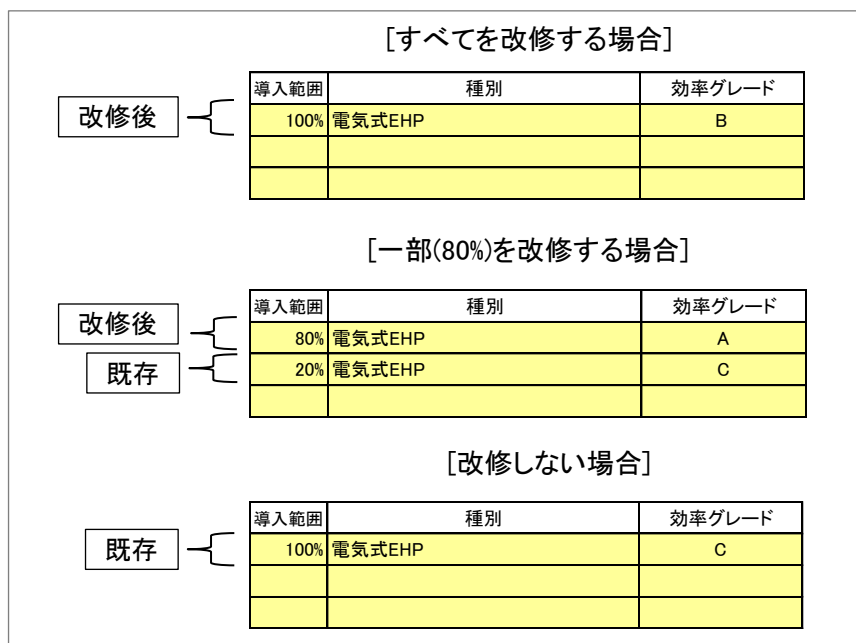 [すべてを改修する場合]
導入範囲 種別 効率グレード
改修後 100% 電気式EHP B
[一部(80%)を改修する場合]
導入範囲 種別 効率グレード
改修後 80% 電気式EHP A
既存 20% 電気式EHP C
[改修しない場合]
導入範囲 種別 効率グレード
既存 100% 電気式EHP C